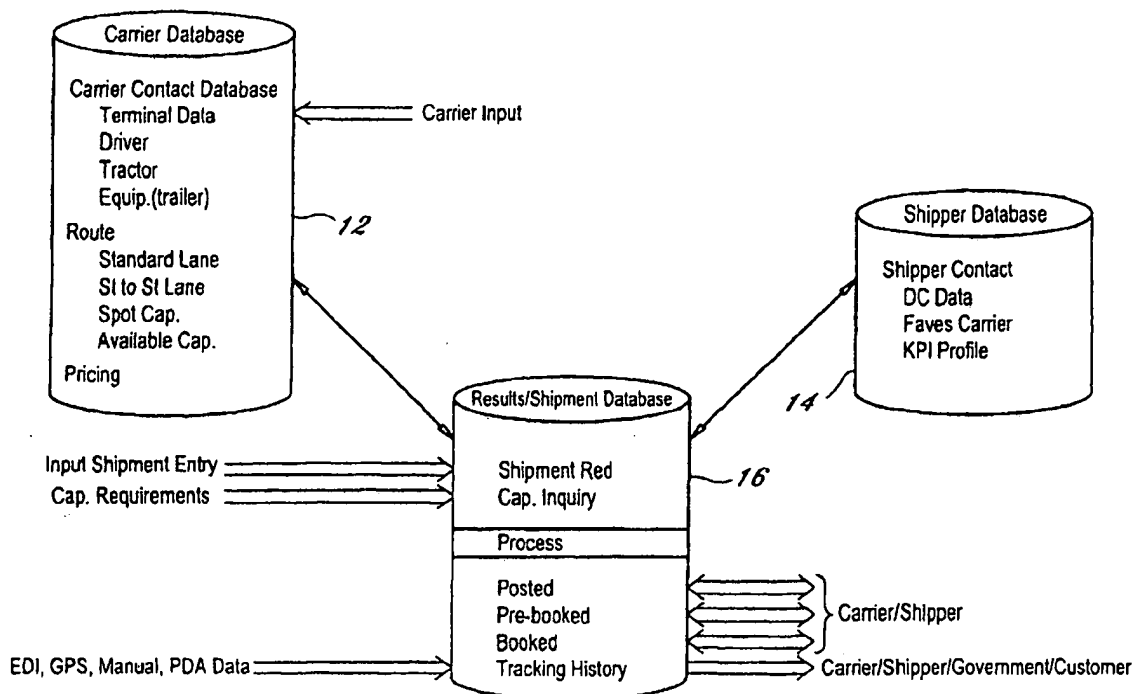 Carrier Database
Carrier Contact Database
Terminal Data
Driver
Tractor
Equip.(trailer)
Route
Standard Lane
St to St Lane
Spot Cap.
Available Cap.
Pricing
Carrier Input
12
Shipper Database
Shipper Contact
DC Data
Faves Carrier
KPI Profile
14
Results/Shipment Database
Shipment Red
Cap. Inquiry
Process
Posted
Pre-booked
Booked
Tracking History
16
Input Shipment Entry
Cap. Requirements
EDI, GPS, Manual, PDA Data
Carrier/Shipper
Carrier/Shipper/Government/Customer